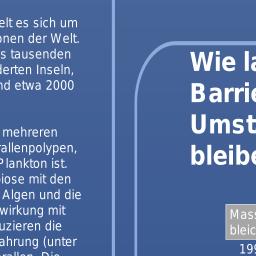 elt es sich um
onen der Welt.
s tausenden
derten Inseln,
nd etwa 2000
mehreren
rallenpolypen,
Plankton ist.
biose mit den
Algen und die
wirkung mit
uzieren die
ahrung (unter
Wie la
Barrie
Umst
bleibe
Mass
bleic
199